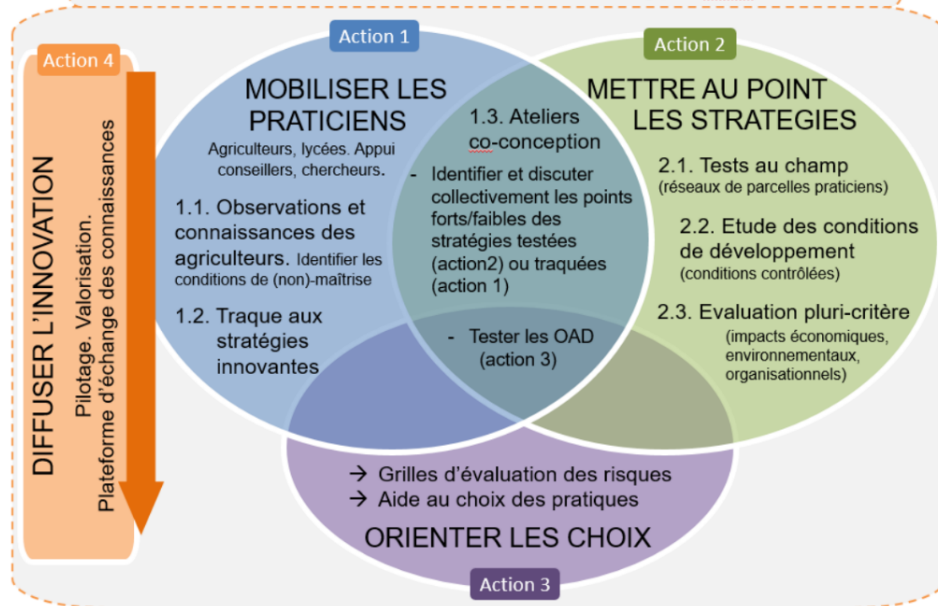 Action 4
DIFFUSER L'INNOVATION
Pilotage. Valorisation.
Plateforme d'échange des connaissances
Action 1
MOBILISER LES
PRATICIENS
Agriculteurs, lycées. Appui
conseillers, chercheurs.
1.1. Observations et
connaissances des
agriculteurs. Identifier les
conditions de (non)-maîtrise
1.2. Traque aux
stratégies
innovantes
1.3. Ateliers
co-conception
- Identifier et discuter
collectivement les points
forts/faibles des
stratégies testées
(action2) ou traquées
(action 1)
- Tester les OAD
(action 3)
Action 2
METTRE AU POINT
LES STRATEGIES
2.1. Tests au champ
(réseaux de parcelles praticiens)
2.2. Etude des conditions
de développement
(conditions contrôlées)
2.3. Evaluation pluri-critère
(impacts économiques,
environnementaux,
organisationnels)
→ Grilles d'évaluation des risques
→ Aide au choix des pratiques
ORIENTER LES CHOIX
Action 3